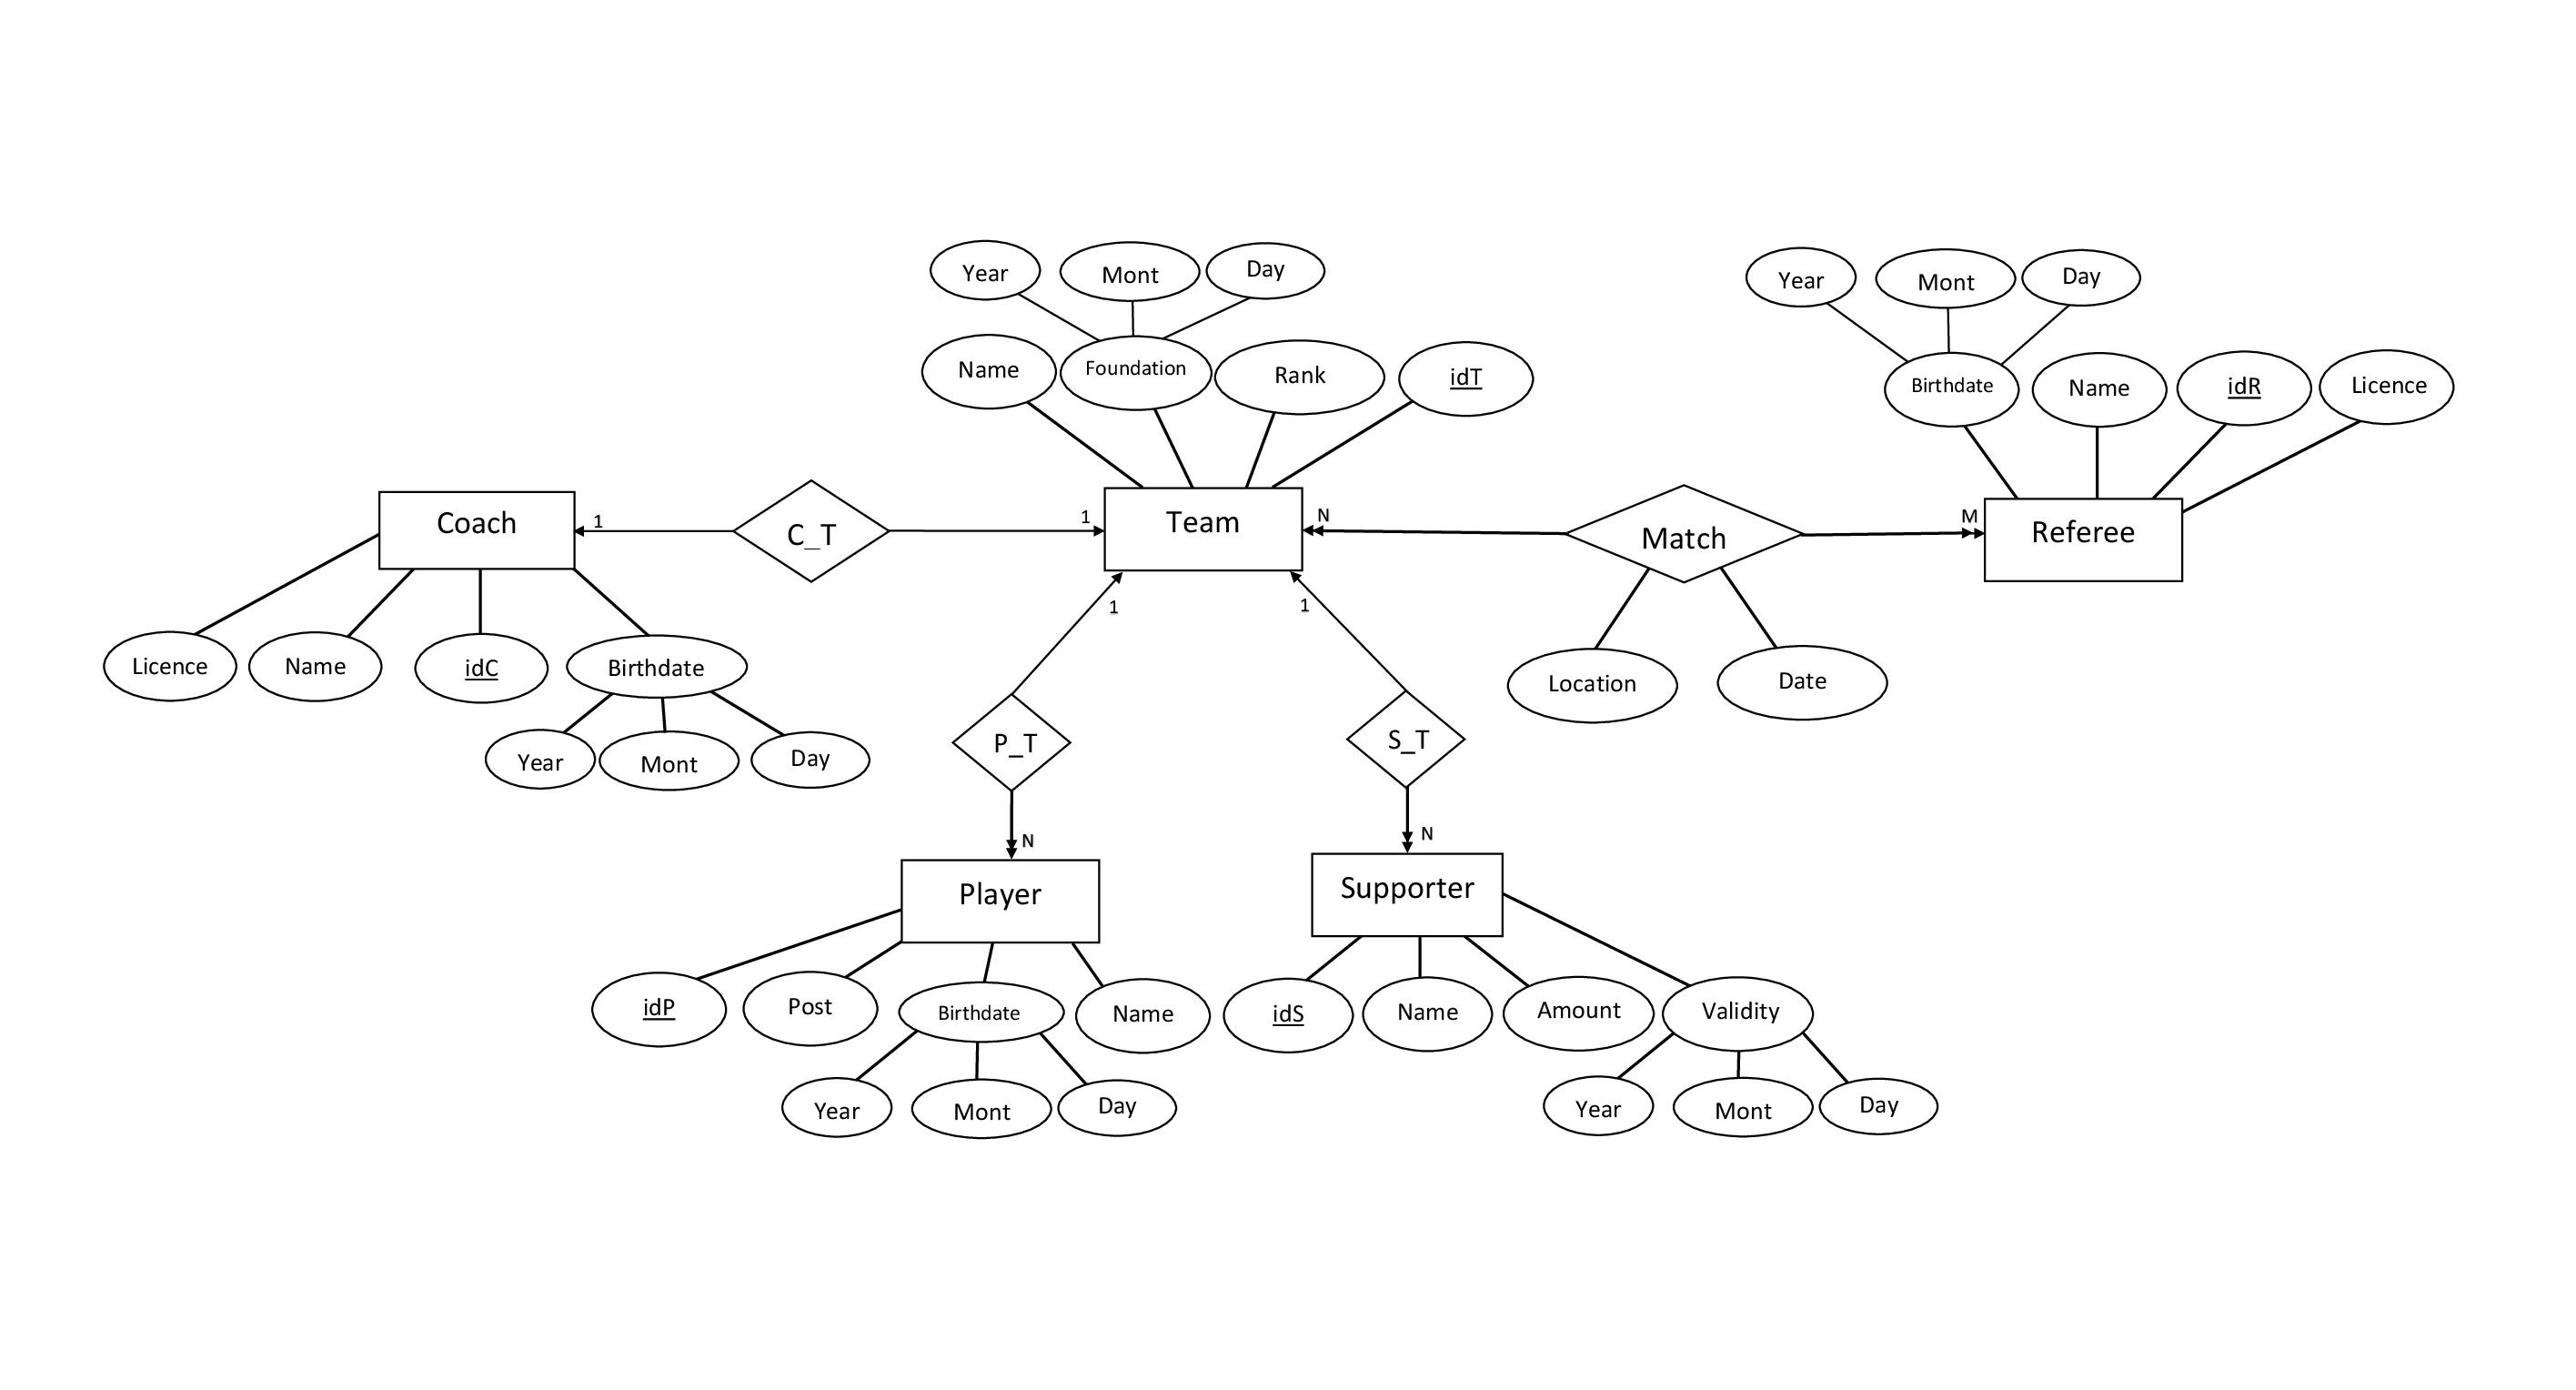 Year
Mont
Day
Year
Mont
Day
Name
Foundation
Rank
idT
Birthdate
Name
idR
Licence
Coach
1
C_T
1
Team
N
Match
M
Referee
1
1
Licence
Name
idC
Birthdate
Location
Date
Year
Mont
Day
P_T
S_T
N
N
Player
Supporter
idP
Post
Birthdate
Name
idS
Name
Amount
Validity
Year
Mont
Day
Year
Mont
Day